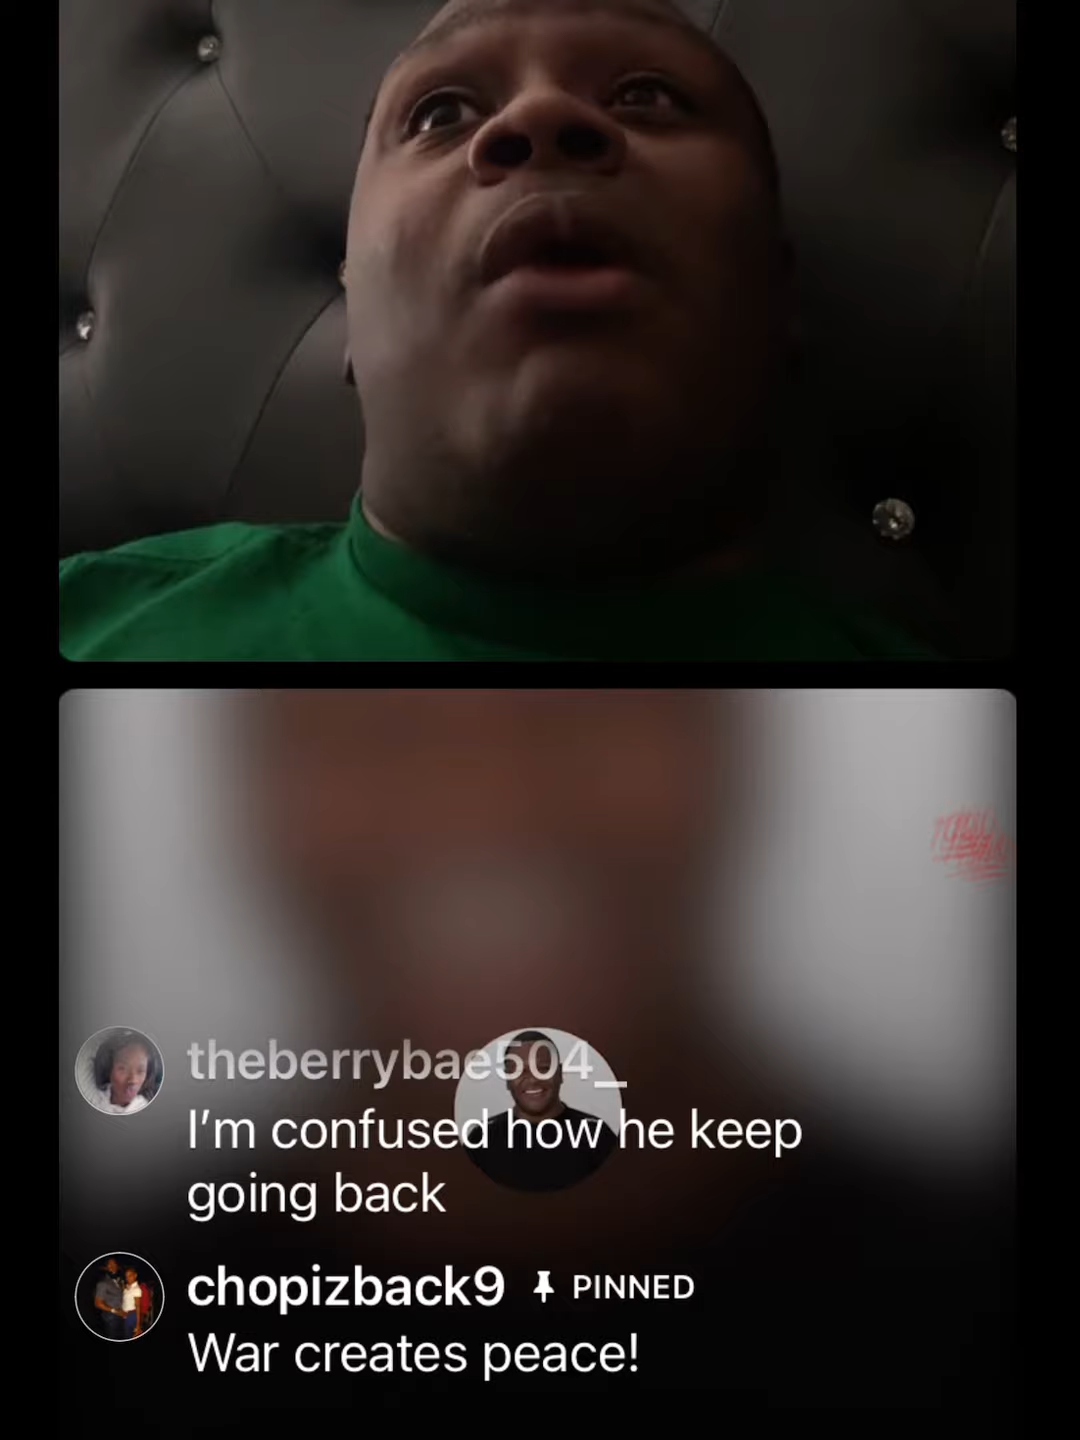 theberrybae504_
I’m confused how he keep
going back
chopizback9 PINNED
War creates peace!